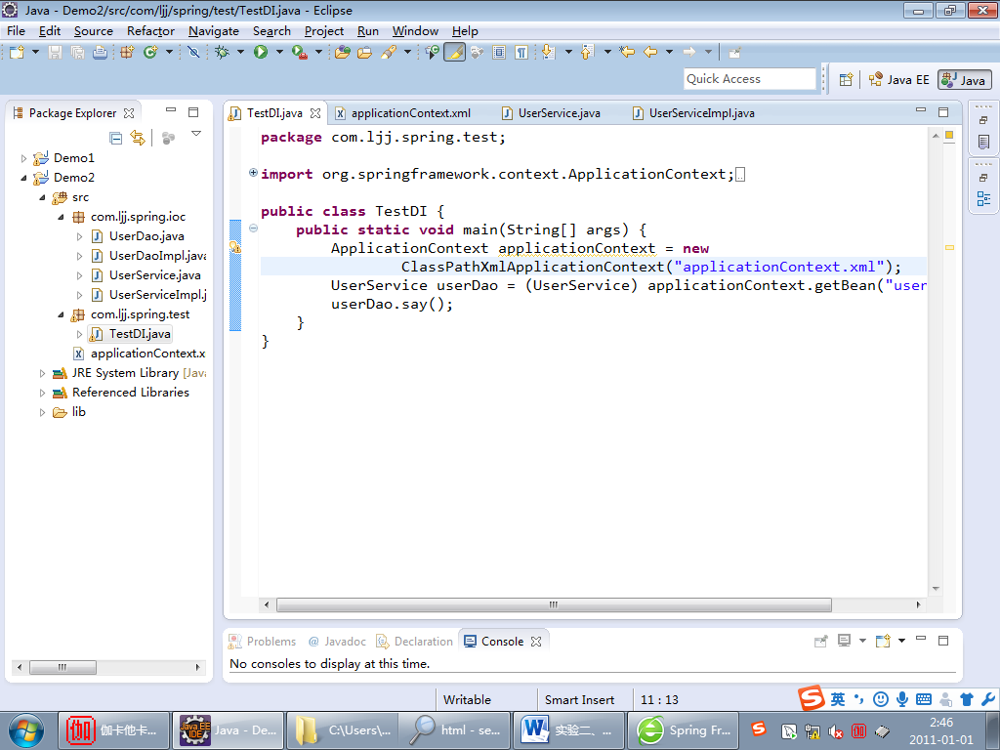 Java - Demo2/src/com/ljj/spring/test/TestDI.java - Eclipse
File Edit Source Refactor Navigate Search Project Run Window Help
Quick Access
Java EE
Java
Package Explorer
Demo1
Demo2
src
com.ljj.spring.ioc
UserDao.java
UserDaoImpl.java
UserService.java
UserServiceImpl.j
com.ljj.spring.test
TestDI.java
applicationContext.x
JRE System Library [Java
Referenced Libraries
lib
TestDI.java applicationContext.xml UserService.java UserServiceImpl.java
package com.ljj.spring.test;
import org.springframework.context.ApplicationContext;
public class TestDI {
public static void main(String[] args) {
ApplicationContext applicationContext = new
ClassPathXmlApplicationContext("applicationContext.xml");
UserService userDao = (UserService) applicationContext.getBean("user
userDao.say();
}
}
Problems @ Javadoc Declaration Console
No consoles to display at this time.
Writable Smart Insert 11 : 13
英
伽 伽卡他卡... Java - De... C:\Users\... html - se... 实验二、... Spring Fr...
2:46
2011-01-01